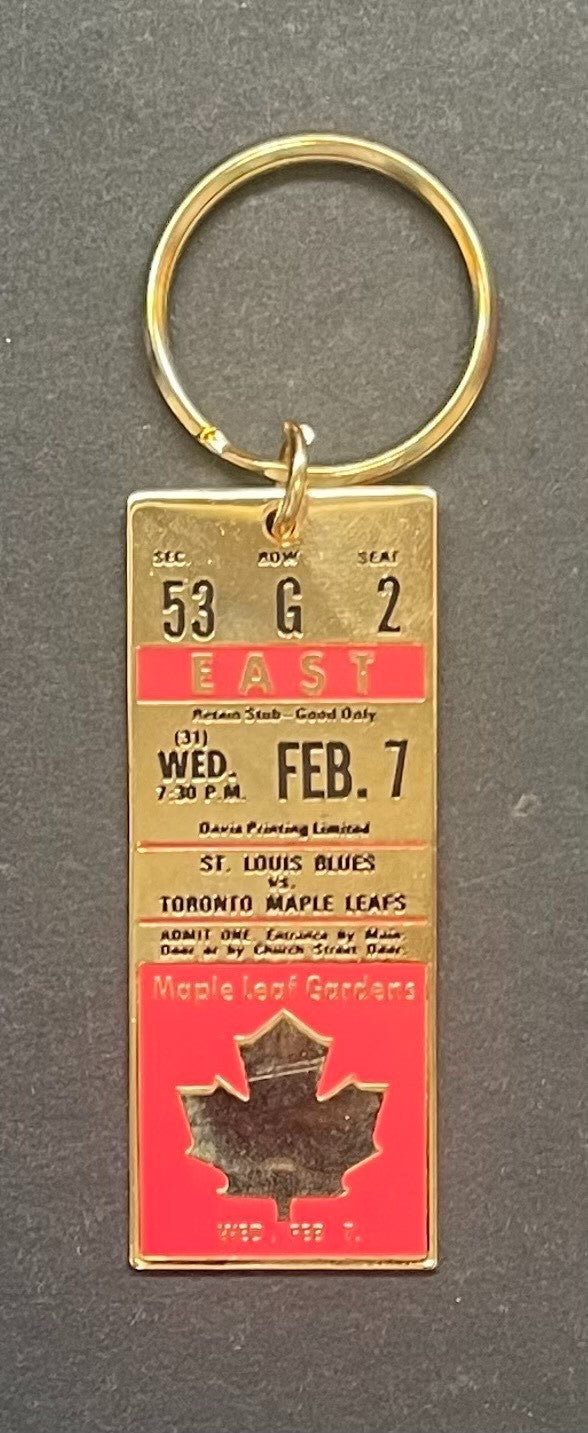 SEC. ROW SEAT
53 G 2
EAST
Retain Stub—Good Only
(31)
WED. FEB. 7
7:30 P.M.
Davis Printing Limited
ST. LOUIS BLUES
VS.
TORONTO MAPLE LEAFS
ADMIT ONE. Entrance by Main
Door or by Church Street Door.
Maple Leaf Gardens
WED. FEB 7.